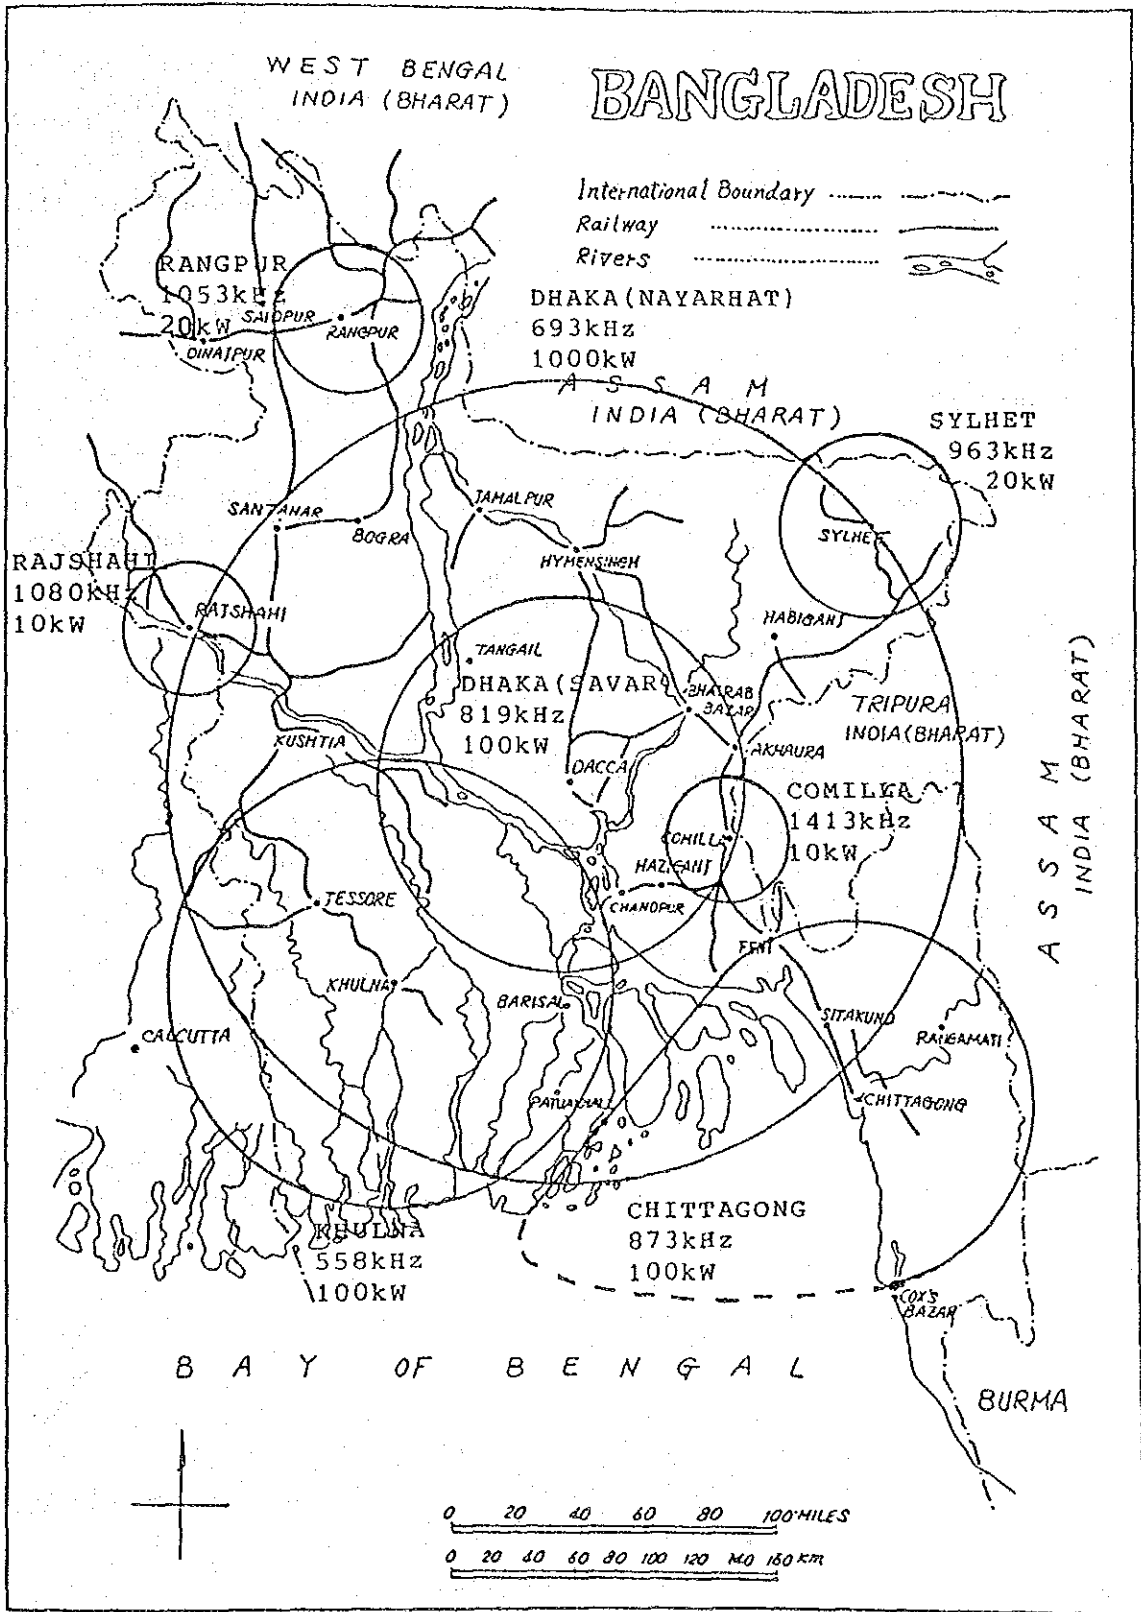 WEST BENGAL
INDIA (BHARAT)
BANGLADESH
International Boundary
Railway
Rivers
RANGPUR
1053kHz
20kW
SAIDPUR
RANGPUR
DINAJPUR
DHAKA (NAYARHAT)
693kHz
1000kW
ASSAM
INDIA (BHARAT)
SYLHET
963kHz
20kW
SANTAHAR
BOGRA
JAMALPUR
MYMENSINGH
SYLHET
RAJSHAHI
1080kHz
10kW
RAJSHAHI
HABIGANJ
TANGAIL
DHAKA (SAVAR)
819kHz
100kW
BHAIRAB
BAZAR
TRIPURA
INDIA (BHARAT)
KUSHTIA
AKHAURA
DACCA
ASSAM
INDIA (BHARAT)
COMILLA
1413kHz
10kW
HAZIGANJ
CHANDPUR
JESSORE
FENI
KHULNA
BARISAL
SITAKUND
RANGAMATI
CALCUTTA
CHITTAGONG
KHULNA
558kHz
100kW
CHITTAGONG
873kHz
100kW
COX'S
BAZAR
BAY OF BENGAL
BURMA
0 20 40 60 80 100 MILES
0 20 40 60 80 100 120 140 160 km